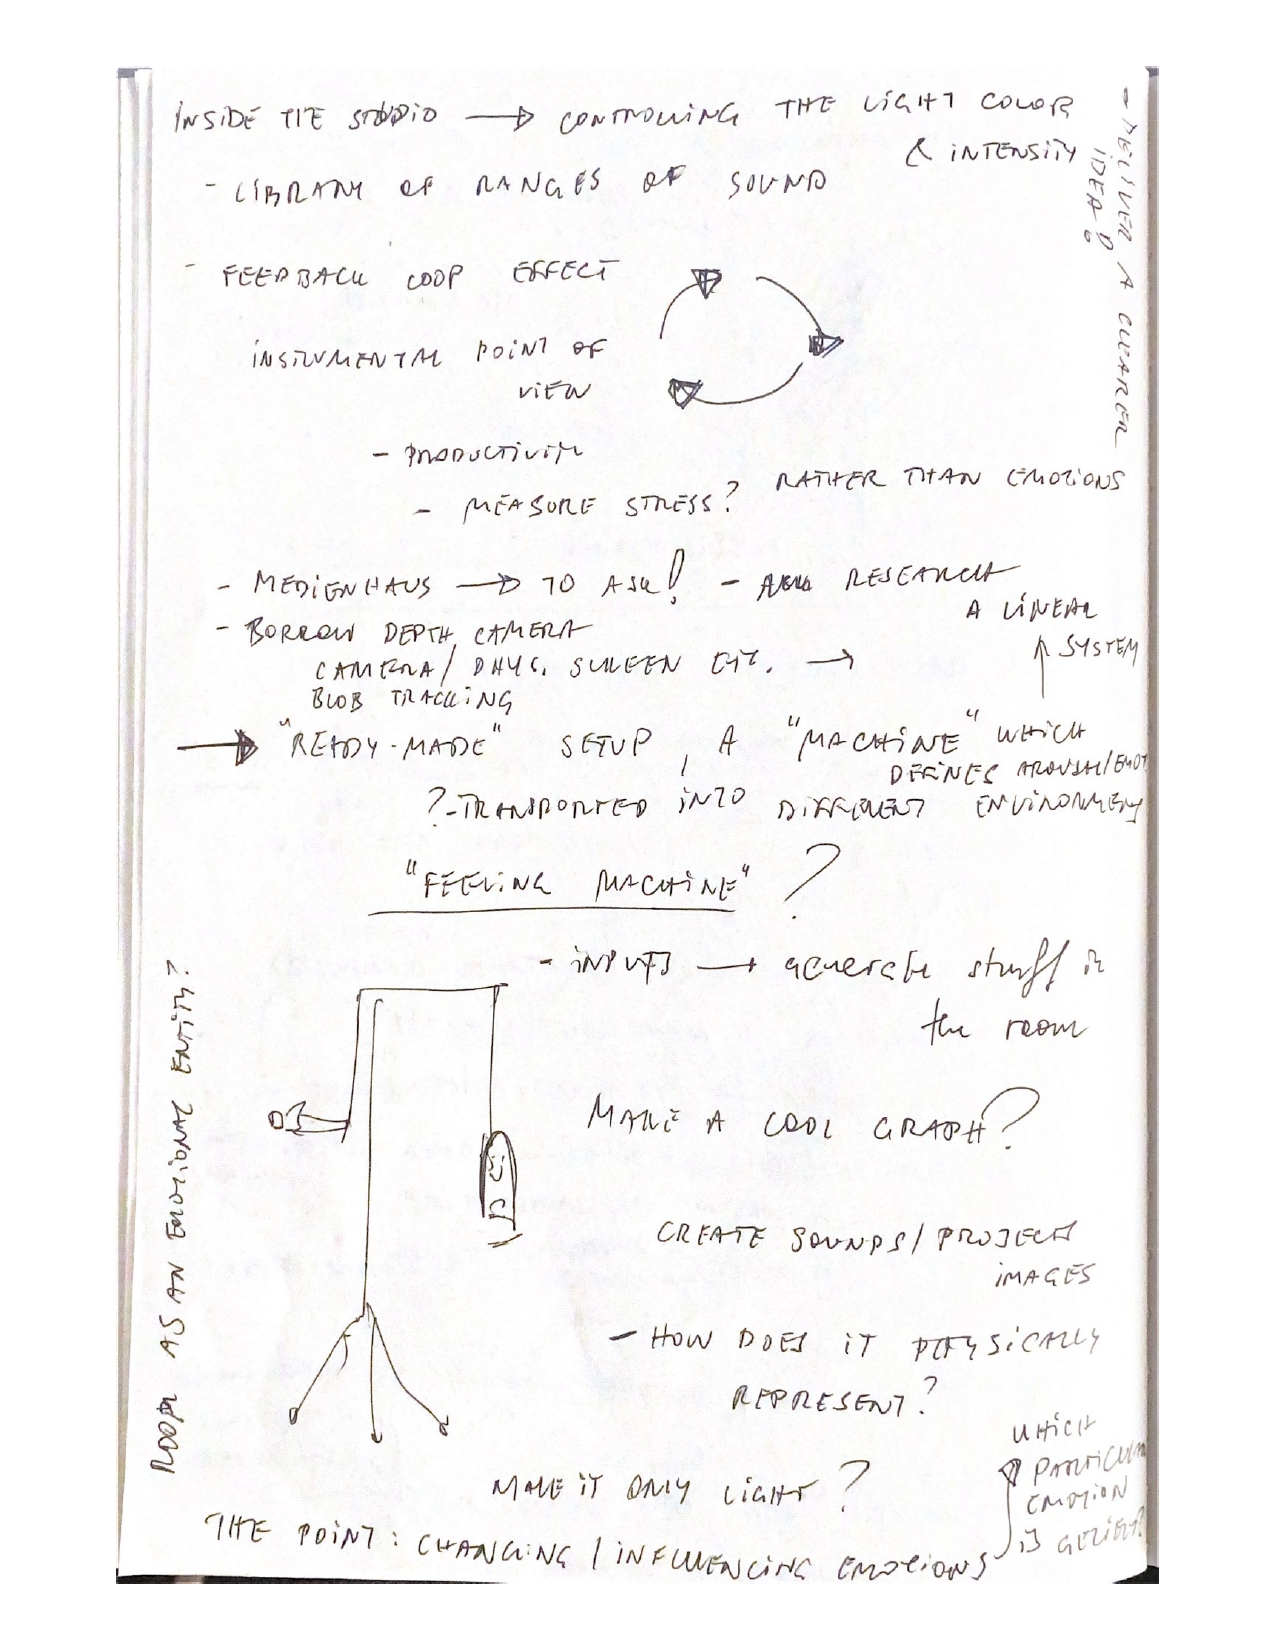 INSIDE THE STUDIO → CONTROLLING THE LIGHT COLOR
& INTENSITY
- LIBRARY OF RANGES OF SOUND
- DELIVER A CLEARER
IDEA!
- FEEDBACK LOOP EFFECT
INSTRUMENTAL POINT OF
VIEW
- PRODUCTIVITY
- MEASURE STRESS? RATHER THAN EMOTIONS
- MEDIENHAUS → TO ASK! - RESEARCH
- BORROW DEPTH CAMERA
CAMERA / SCREEN ETC. →
BLOB TRACKING
A LINEAR
↑ SYSTEM
→ "READY-MADE" SETUP, A "MACHINE" WHICH
DEFINES AROUSAL/EMOT
? - TRANSPORTED INTO DIFFERENT ENVIRONMENTS
"FEELING MACHINE" ?
- INPUTS → generate stuff in
the room
ROOM AS AN EMOTIONAL ENTITY?
MAKE A COOL GRAPH?
CREATE SOUNDS / PROJECTS
IMAGES
- HOW DOES IT PHYSICALLY
REPRESENT?
MAKE IT ONLY LIGHT?
THE POINT: CHANGING / INFLUENCING EMOTIONS
WHICH
PARTICULAR
EMOTION
IS